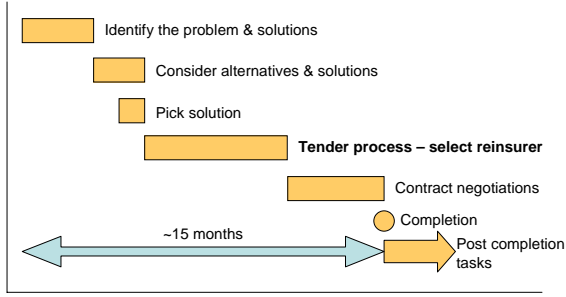 Identify the problem & solutions
Consider alternatives & solutions
Pick solution
Tender process – select reinsurer
Contract negotiations
Completion
~15 months
Post completion
tasks